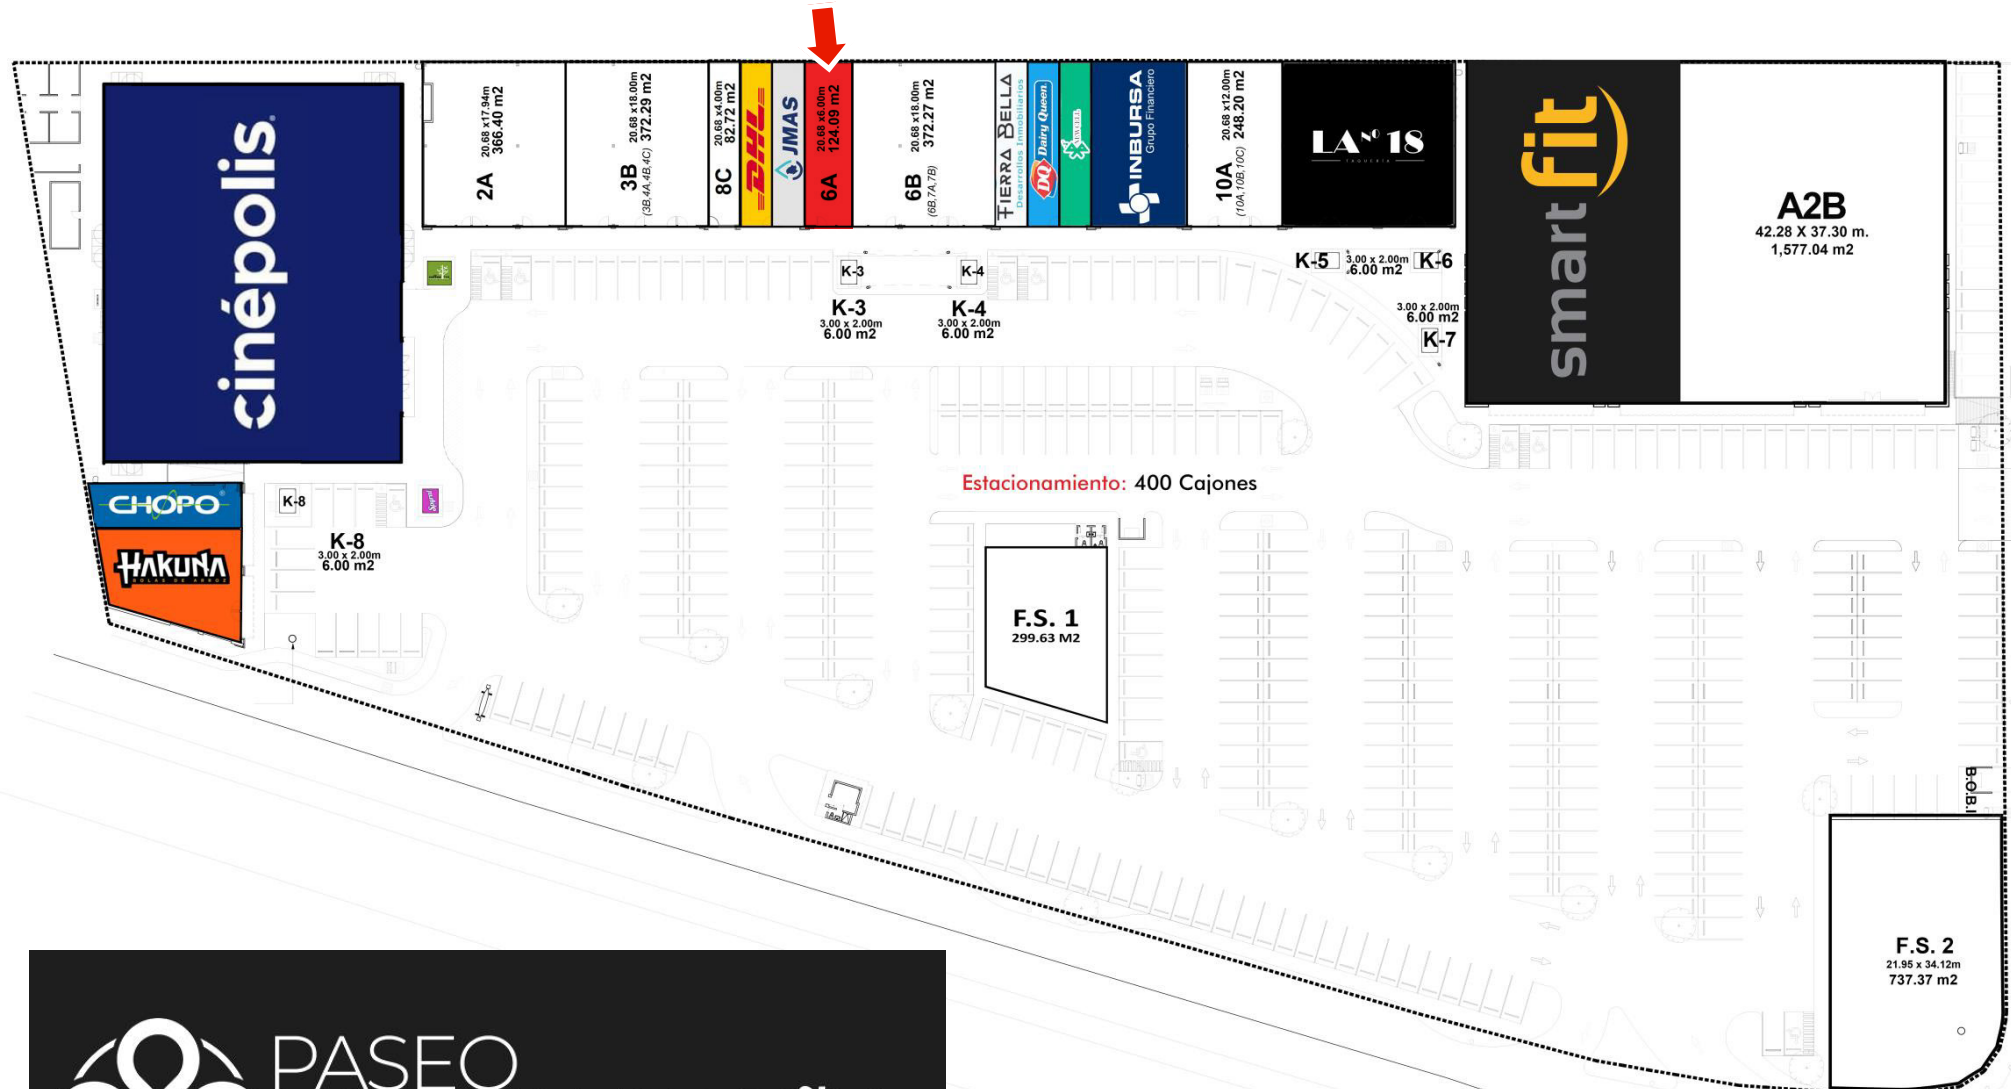 cinépolis.
2A
20.68 x17.94m
366.40 m2
3B
(3B,4A,4B,4C)
20.68 x18.00m
372.29 m2
8C
20.68 x4.00m
82.72 m2
DHL
JMAS
6A
20.68 x6.00m
124.09 m2
6B
(6B,7A,7B)
20.68 x18.00m
372.27 m2
TIERRA BELLA
Desarrollos Inmobiliarios
DQ Dairy Queen
INBURSA
Grupo Financiero
10A
(10A,10B,10C)
20.68 x12.00m
248.20 m2
LA Nº 18
TAQUERÍA
smart fit
A2B
42.28 X 37.30 m.
1,577.04 m2
K-3
K-4
K-3
3.00 x 2.00m
6.00 m2
K-4
3.00 x 2.00m
6.00 m2
K-5
3.00 x 2.00m
6.00 m2
K-6
3.00 x 2.00m
6.00 m2
K-7
Estacionamiento: 400 Cajones
CHOPO
HAKUNA
BOLAS DE ARROZ
K-8
K-8
3.00 x 2.00m
6.00 m2
F.S. 1
299.63 M2
B.O.B.I
F.S. 2
21.95 x 34.12m
737.37 m2
PASEO